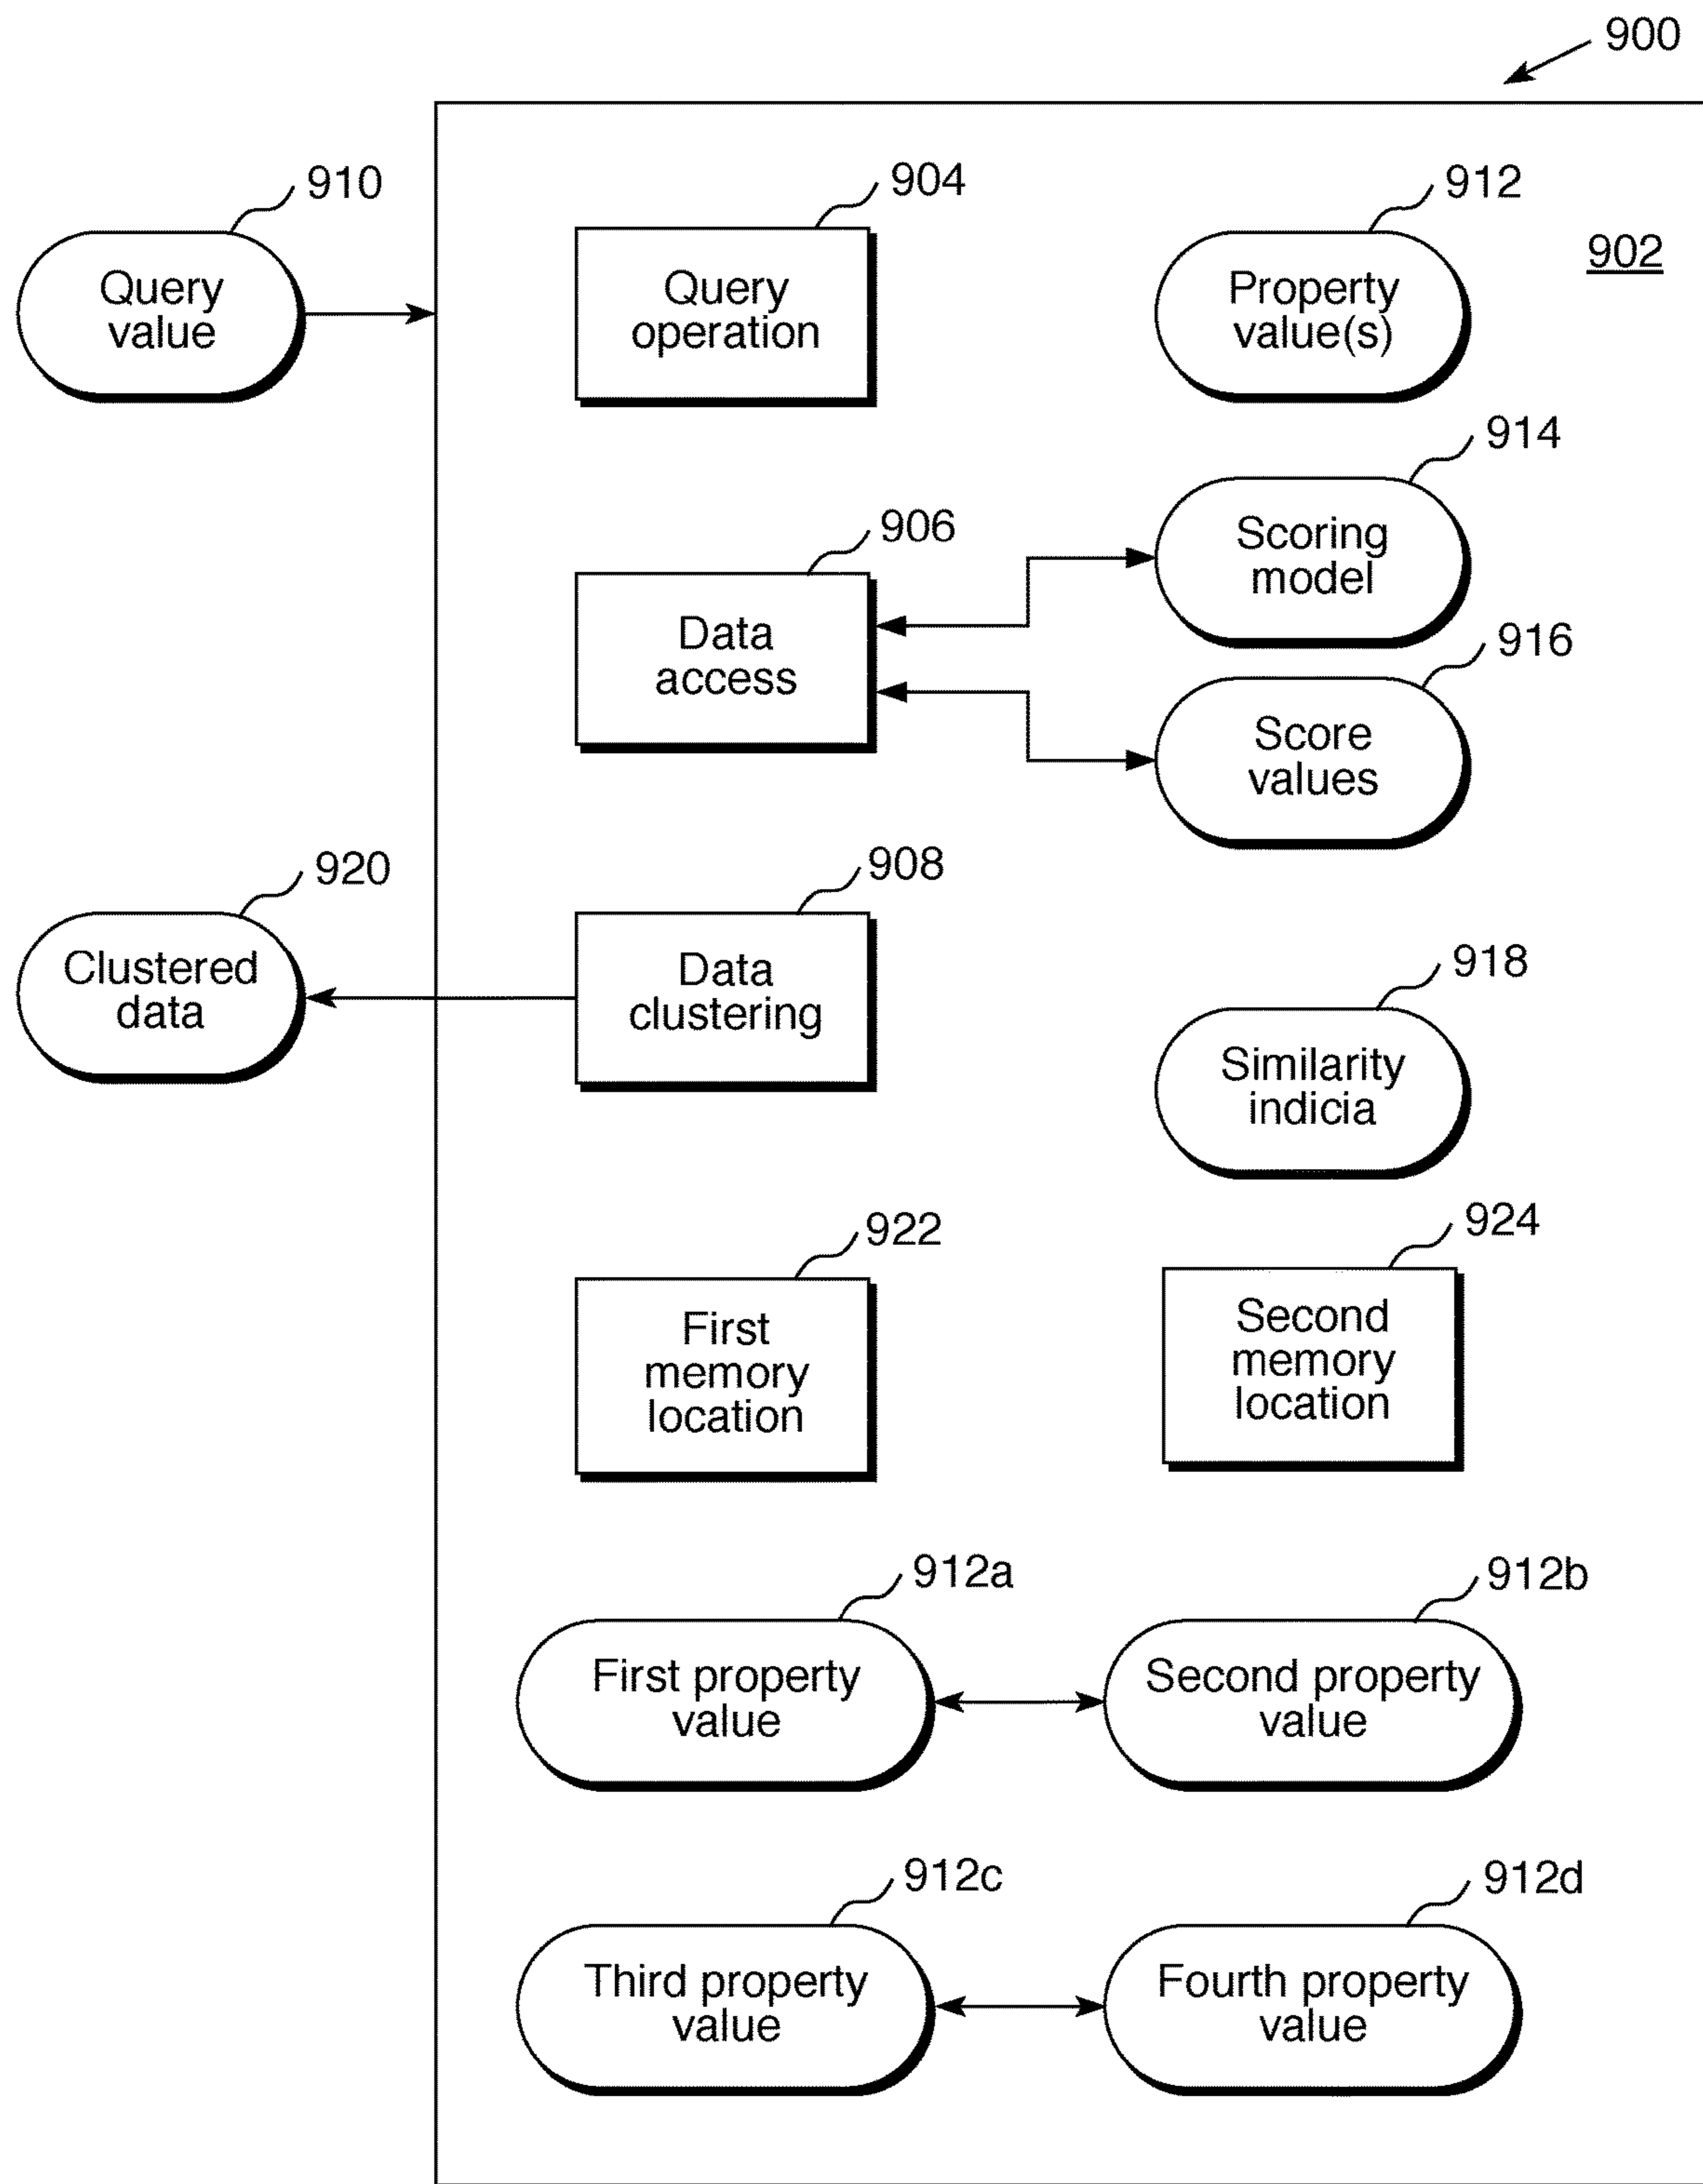 900
910
904
912
902
Query
value
Query
operation
Property
value(s)
914
906
Scoring
model
Data
access
916
Score
values
920
908
Clustered
data
Data
clustering
918
Similarity
indicia
922
924
First
memory
location
Second
memory
location
912a
912b
First property
value
Second property
value
912c
912d
Third property
value
Fourth property
value